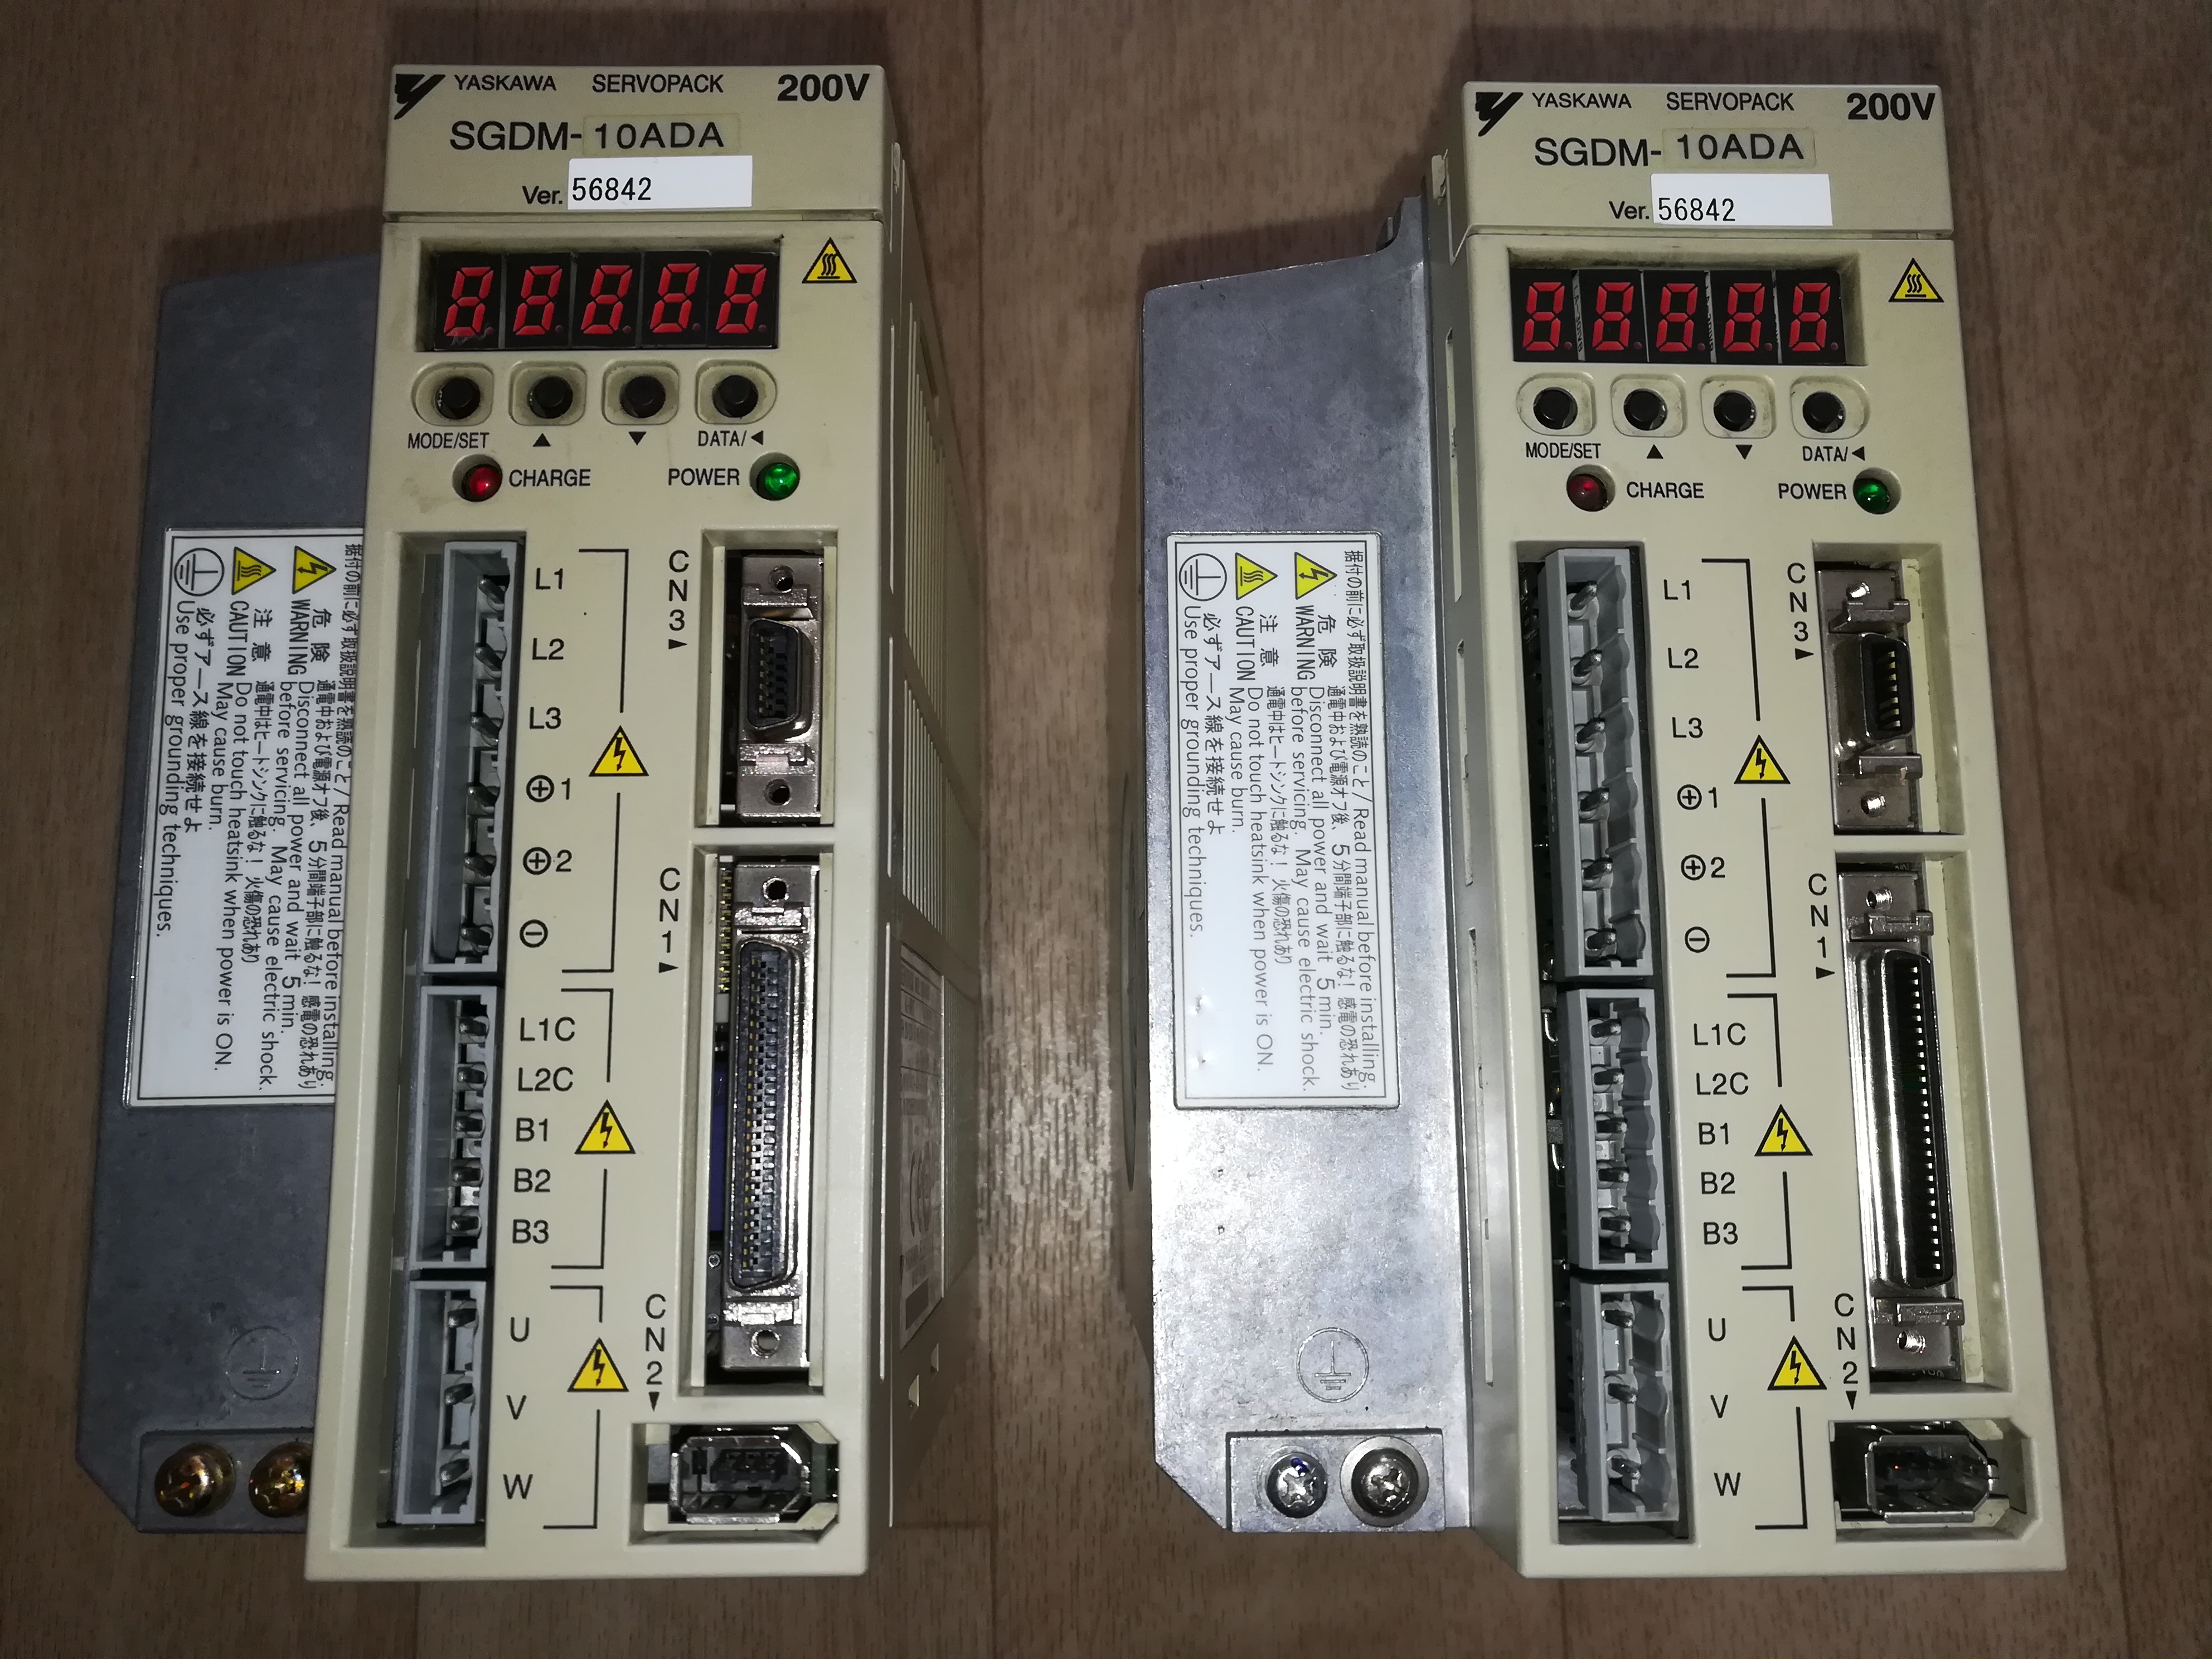 YASKAWA SERVOPACK 200V
SGDM-10ADA
Ver. 56842
MODE/SET ▲ ▼ DATA/◀
CHARGE POWER
L1
L2
L3
⊕1
⊕2
⊖
L1C
L2C
B1
B2
B3
U
V
W
CN3▲
CN1▲
CN2▼
据付の前に必ず取扱説明書を熟読のこと / Read manual before installing.
危険 通電中および電源オフ後、5分間端子部に触るな! 感電の恐れあり
WARNING Disconnect all power and wait 5 min.
before servicing. May cause electric shock.
注意 通電中はヒートシンクに触るな! 火傷の恐れあり
CAUTION Do not touch heatsink when power is ON.
May cause burn.
必ずアース線を接続せよ
Use proper grounding techniques.
YASKAWA SERVOPACK 200V
SGDM-10ADA
Ver. 56842
MODE/SET ▲ ▼ DATA/◀
CHARGE POWER
L1
L2
L3
⊕1
⊕2
⊖
L1C
L2C
B1
B2
B3
U
V
W
CN3▲
CN1▲
CN2▼
据付の前に必ず取扱説明書を熟読のこと / Read manual before installing.
危険 通電中および電源オフ後、5分間端子部に触るな! 感電の恐れあり
WARNING Disconnect all power and wait 5 min.
before servicing. May cause electric shock.
注意 通電中はヒートシンクに触るな! 火傷の恐れあり
CAUTION Do not touch heatsink when power is ON.
May cause burn.
必ずアース線を接続せよ
Use proper grounding techniques.